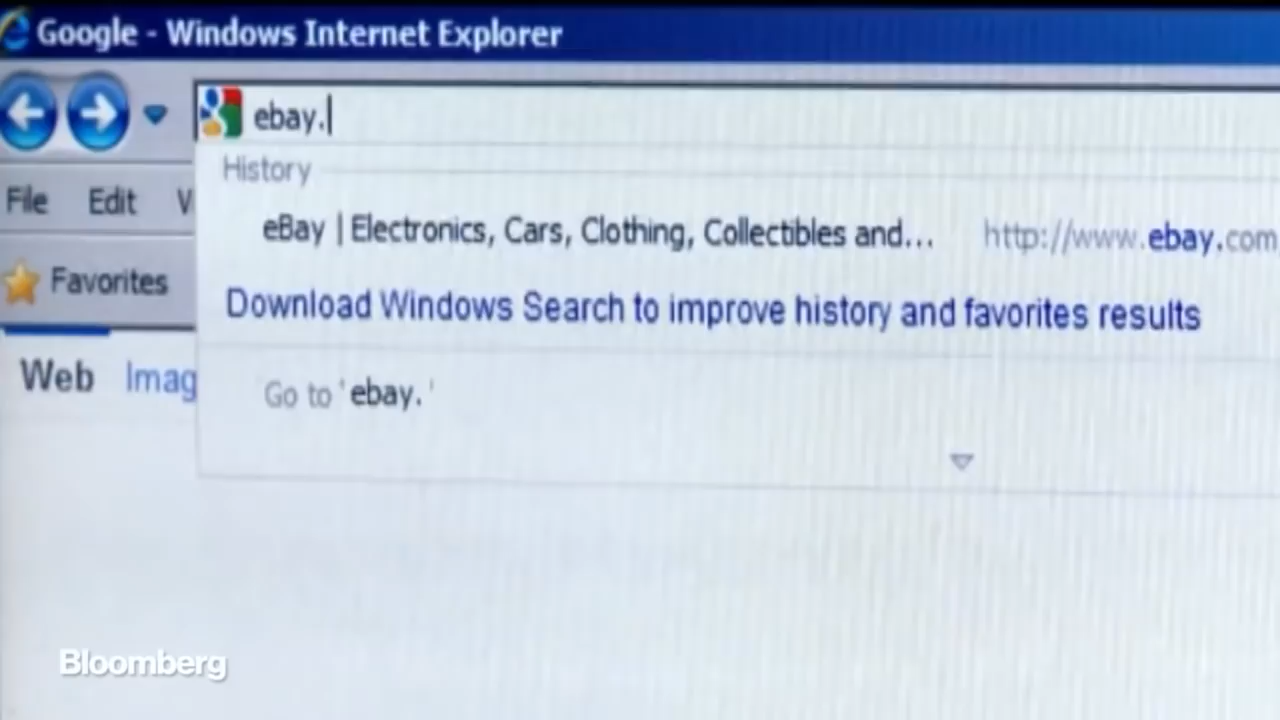 Google - Windows Internet Explorer
ebay.
History
eBay | Electronics, Cars, Clothing, Collectibles and... http://www.ebay.com
File Edit V
Download Windows Search to improve history and favorites results
Favorites
Web Imag
Go to 'ebay. '
Bloomberg